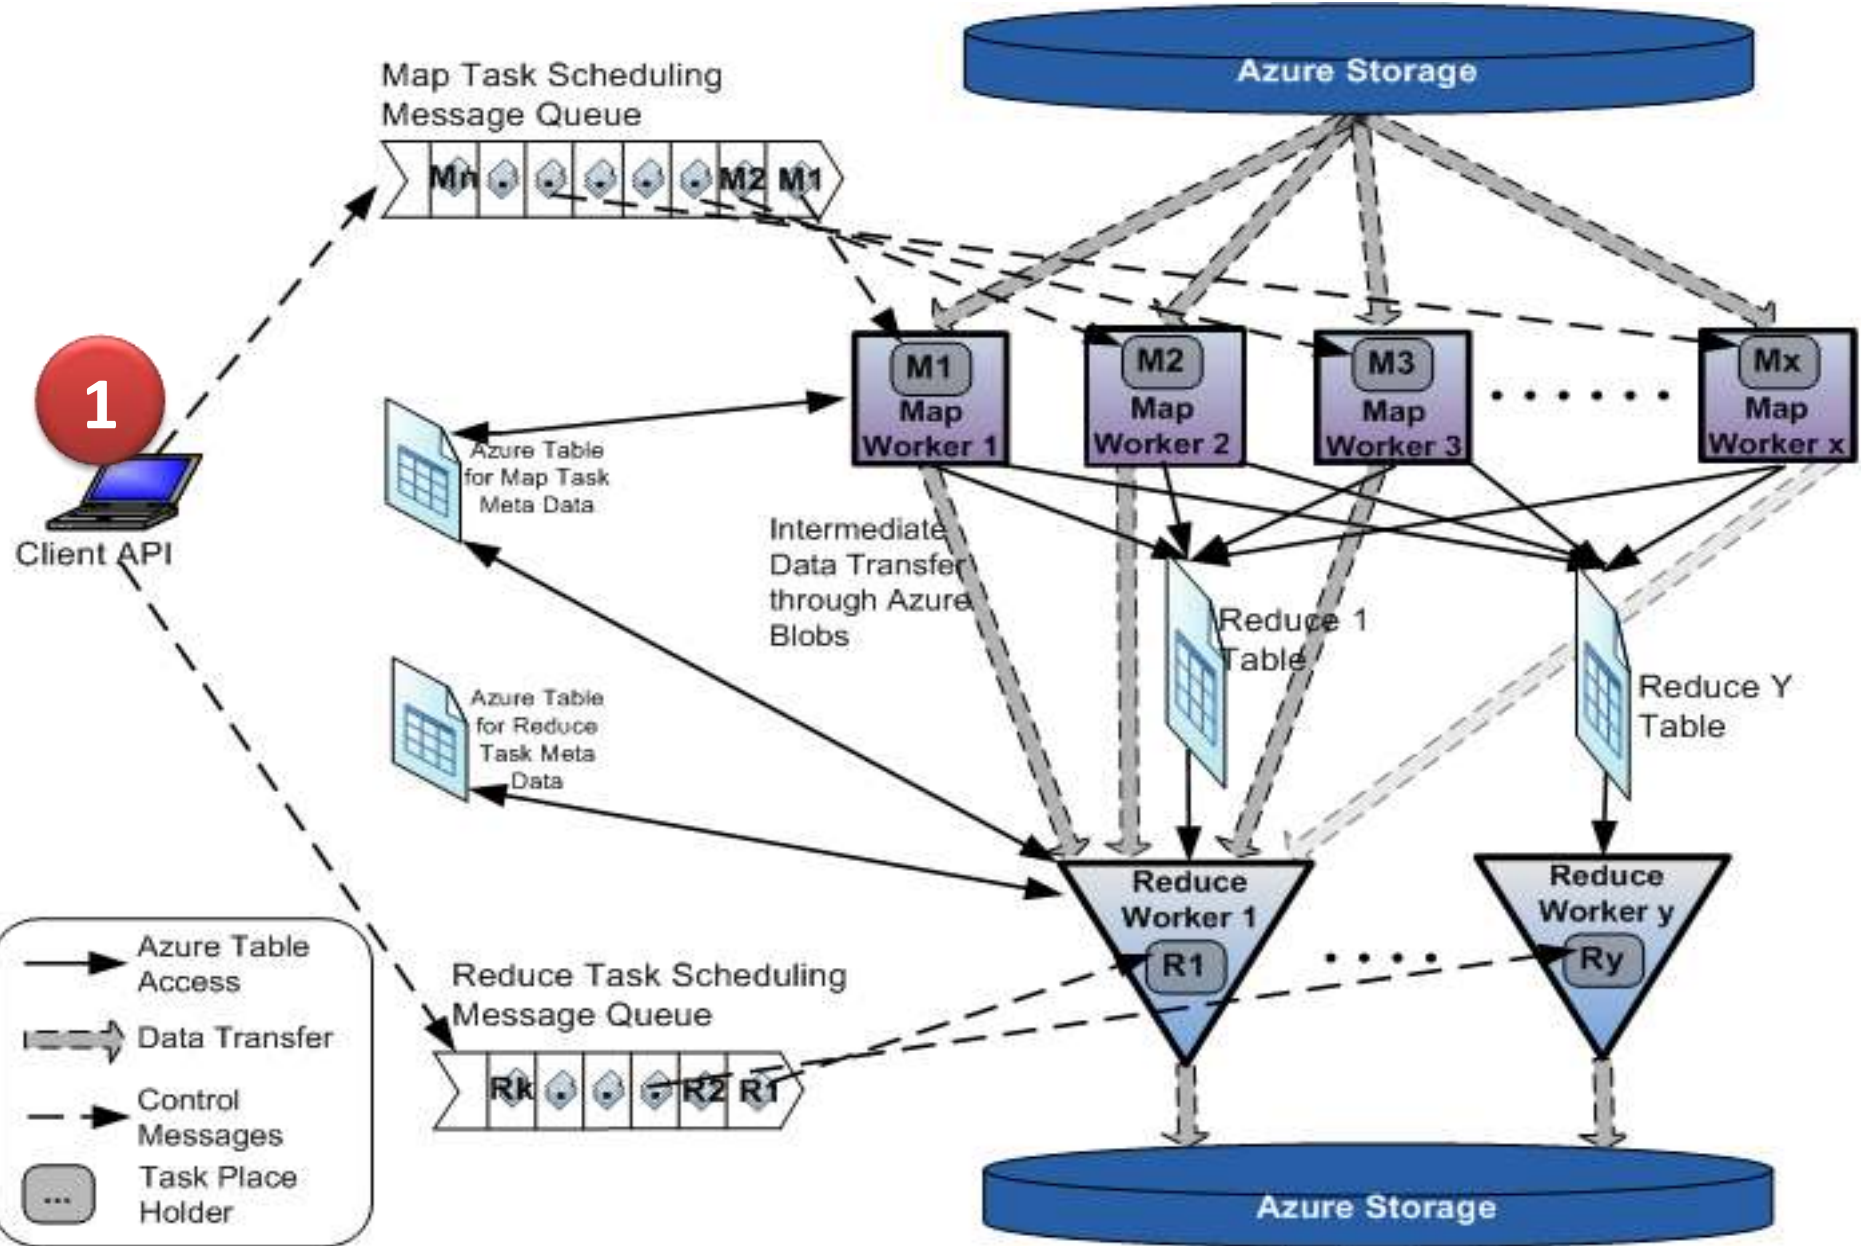 Azure Storage
Map Task Scheduling
Message Queue
Mn
M2
M1
1
Client API
M1
Map
Worker 1
M2
Map
Worker 2
M3
Map
Worker 3
Mx
Map
Worker x
Azure Table
for Map Task
Meta Data
Intermediate
Data Transfer
through Azure
Blobs
Reduce 1
Table
Reduce Y
Table
Azure Table
for Reduce
Task Meta
Data
Reduce
Worker 1
R1
Reduce
Worker y
Ry
Reduce Task Scheduling
Message Queue
Rk
R2
R1
Azure Table
Access
Data Transfer
Control
Messages
...
Task Place
Holder
Azure Storage